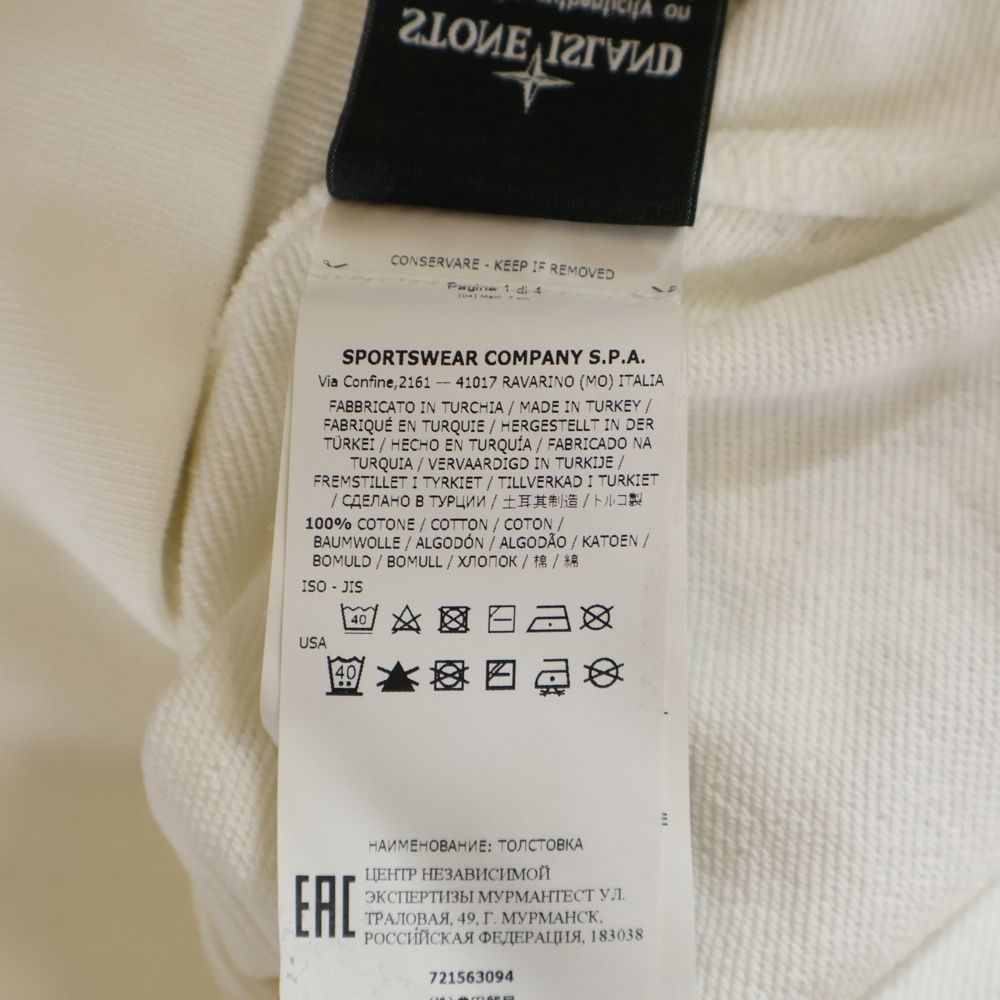 authenticity on
STONE ISLAND
CONSERVARE - KEEP IF REMOVED
Pagina 1 di 4
SPORTSWEAR COMPANY S.P.A.
Via Confine,2161 --- 41017 RAVARINO (MO) ITALIA
FABBRICATO IN TURCHIA / MADE IN TURKEY /
FABRIQUÉ EN TURQUIE / HERGESTELLT IN DER
TÜRKEI / HECHO EN TURQUÍA / FABRICADO NA
TURQUIA / VERVAARDIGD IN TURKIJE /
FREMSTILLET I TYRKIET / TILLVERKAD I TURKIET
/ СДЕЛАНО В ТУРЦИИ / 土耳其制造 / トルコ製
100% COTONE / COTTON / COTON /
BAUMWOLLE / ALGODÓN / ALGODÃO / KATOEN /
BOMULD / BOMULL / ХЛОПОК / 棉 / 綿
ISO - JIS
40
USA
40
НАИМЕНОВАНИЕ: ТОЛСТОВКА
EAC
ЦЕНТР НЕЗАВИСИМОЙ
ЭКСПЕРТИЗЫ МУРМАНТЕСТ УЛ.
ТРАЛОВАЯ, 49, Г. МУРМАНСК,
РОССИЙСКАЯ ФЕДЕРАЦИЯ, 183038
721563094